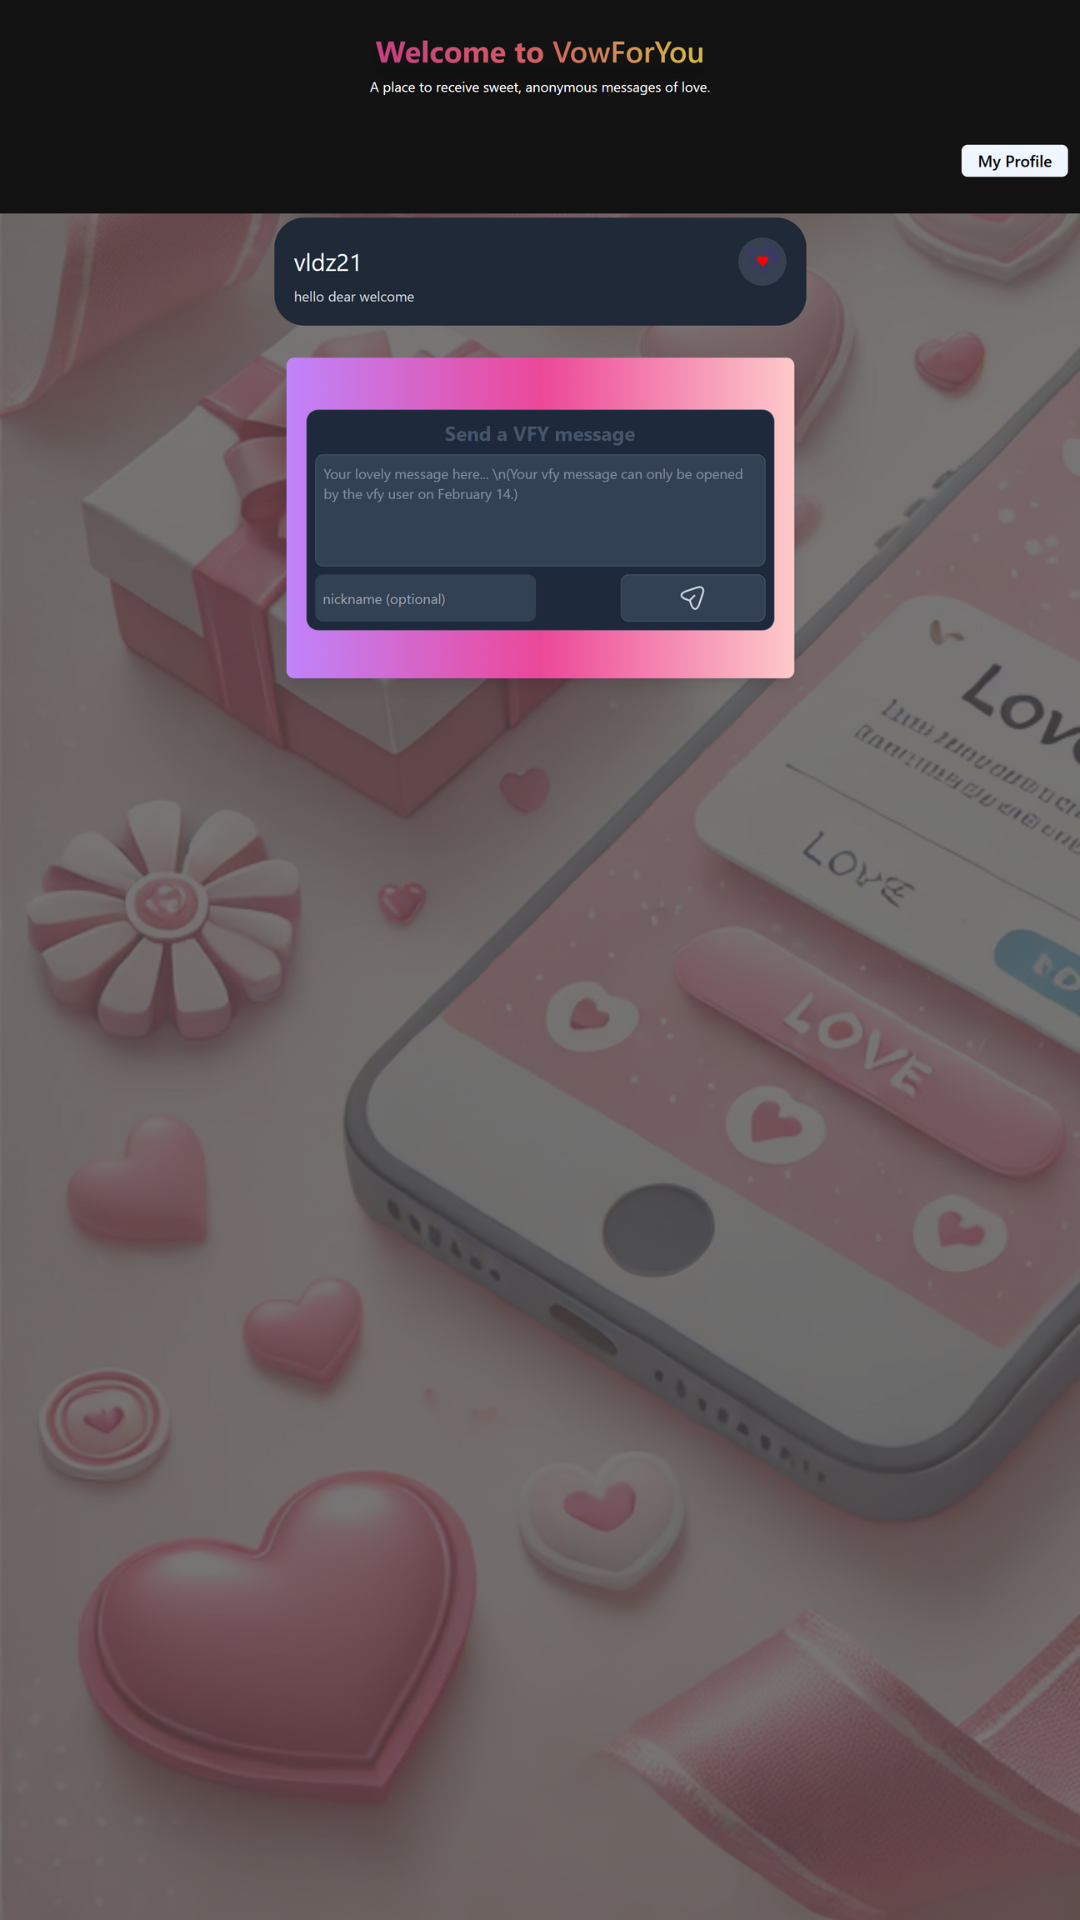 Welcome to VowForYou
A place to receive sweet, anonymous messages of love.
My Profile
vldz21
hello dear welcome
Send a VFY message
Your lovely message here... \n(Your vfy message can only be opened
by the vfy user on February 14.)
nickname (optional)
LOVE
LOVE